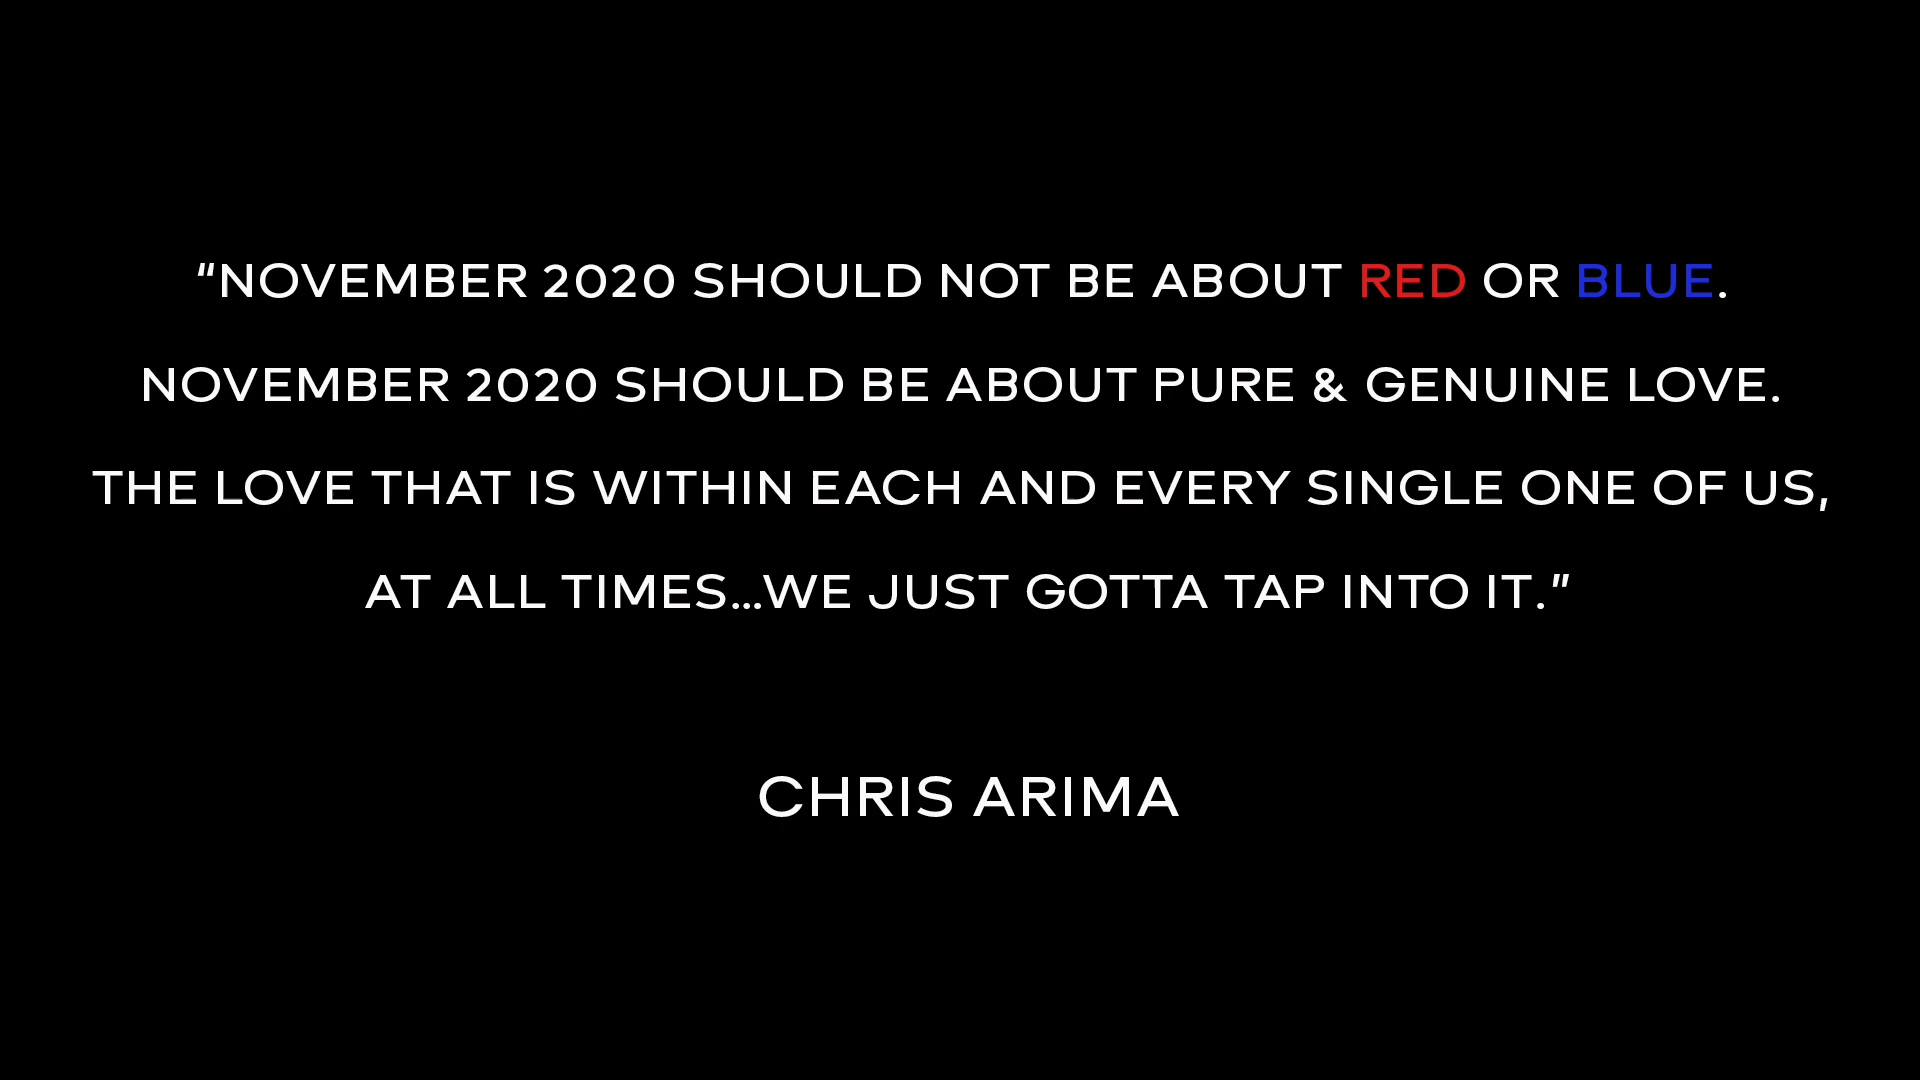 "NOVEMBER 2020 SHOULD NOT BE ABOUT RED OR BLUE.
NOVEMBER 2020 SHOULD BE ABOUT PURE & GENUINE LOVE.
THE LOVE THAT IS WITHIN EACH AND EVERY SINGLE ONE OF US,
AT ALL TIMES...WE JUST GOTTA TAP INTO IT."
CHRIS ARIMA